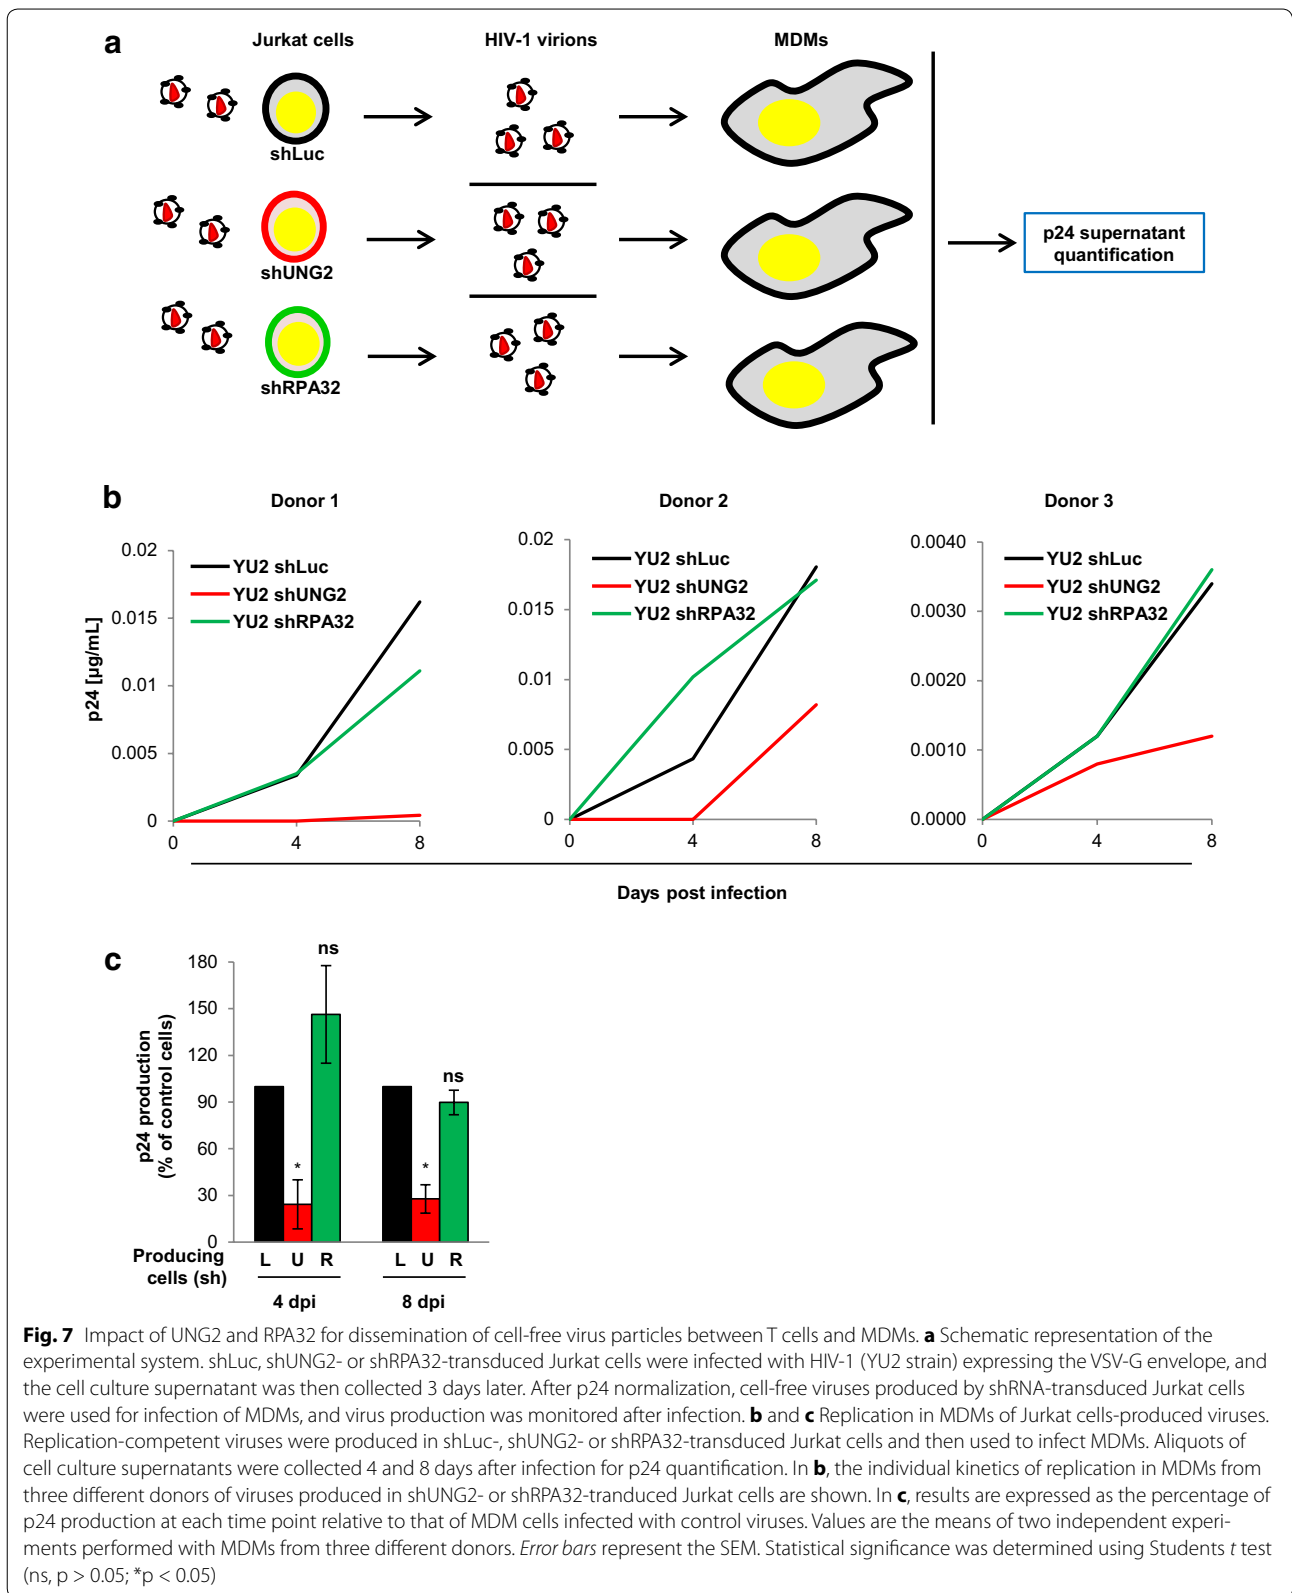 a
Jurkat cells
HIV-1 virions
MDMs
shLuc
shUNG2
shRPA32
p24 supernatant
quantification
b
Donor 1
Donor 2
Donor 3
p24 [µg/mL]
0.02
0.015
0.01
0.005
0
YU2 shLuc
YU2 shUNG2
YU2 shRPA32
0
4
8
0.02
0.015
0.01
0.005
0
YU2 shLuc
YU2 shUNG2
YU2 shRPA32
0
4
8
0.0040
0.0030
0.0020
0.0010
0.0000
YU2 shLuc
YU2 shUNG2
YU2 shRPA32
0
4
8
Days post infection
c
p24 production
(% of control cells)
180
150
120
90
60
30
0
*
ns
*
ns
Producing
cells (sh)
L U R
L U R
4 dpi
8 dpi
Fig. 7 Impact of UNG2 and RPA32 for dissemination of cell-free virus particles between T cells and MDMs. a Schematic representation of the
experimental system. shLuc, shUNG2- or shRPA32-transduced Jurkat cells were infected with HIV-1 (YU2 strain) expressing the VSV-G envelope, and
the cell culture supernatant was then collected 3 days later. After p24 normalization, cell-free viruses produced by shRNA-transduced Jurkat cells
were used for infection of MDMs, and virus production was monitored after infection. b and c Replication in MDMs of Jurkat cells-produced viruses.
Replication-competent viruses were produced in shLuc-, shUNG2- or shRPA32-transduced Jurkat cells and then used to infect MDMs. Aliquots of
cell culture supernatants were collected 4 and 8 days after infection for p24 quantification. In b, the individual kinetics of replication in MDMs from
three different donors of viruses produced in shUNG2- or shRPA32-tranduced Jurkat cells are shown. In c, results are expressed as the percentage of
p24 production at each time point relative to that of MDM cells infected with control viruses. Values are the means of two independent experi-
ments performed with MDMs from three different donors. Error bars represent the SEM. Statistical significance was determined using Students t test
(ns, p > 0.05; *p < 0.05)